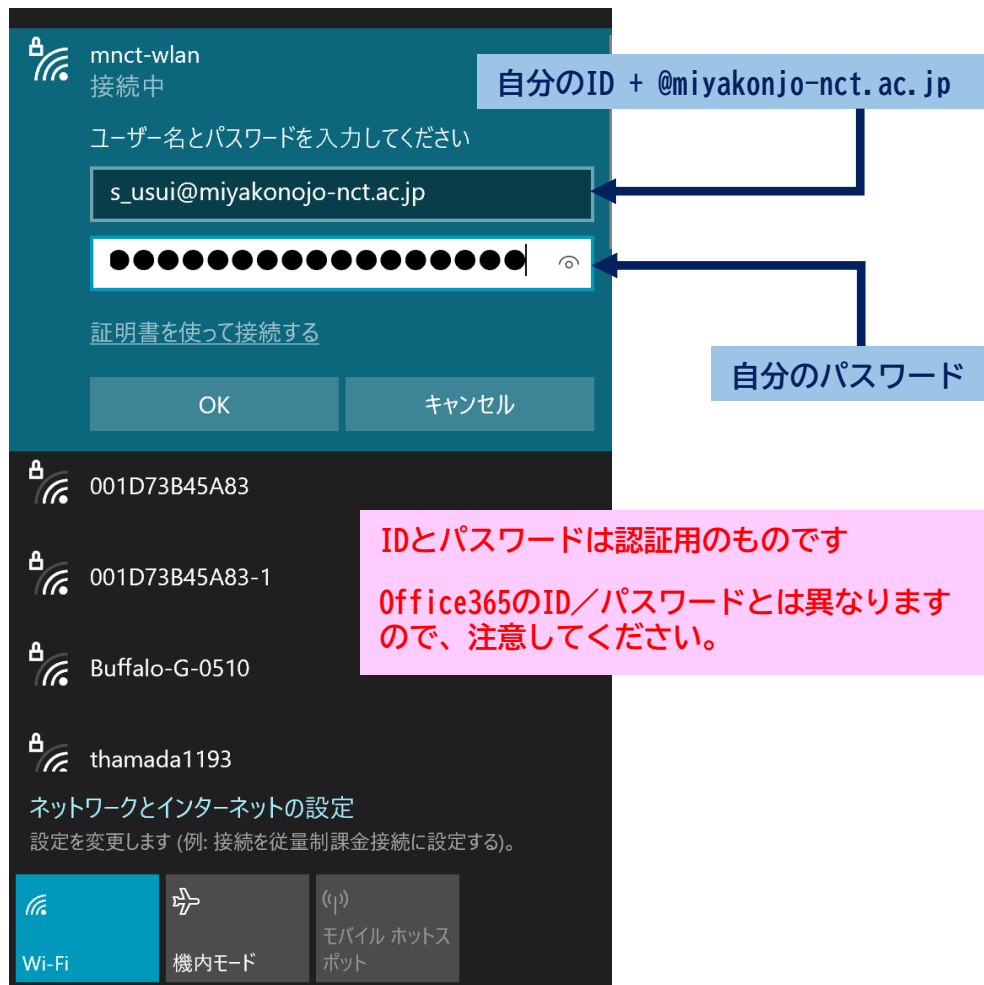 mnct-wlan
接続中
自分のID + @miyakonjo-nct.ac.jp
ユーザー名とパスワードを入力してください
s_usui@miyakonojo-nct.ac.jp
●●●●●●●●●●●●●●●●●
証明書を使って接続する
自分のパスワード
OK
キャンセル
001D73B45A83
IDとパスワードは認証用のものです
001D73B45A83-1
Office365のID／パスワードとは異なります
ので、注意してください。
Buffalo-G-0510
thamada1193
ネットワークとインターネットの設定
設定を変更します (例: 接続を従量制課金接続に設定する)。
Wi-Fi
機内モード
モバイル ホットス
ポット